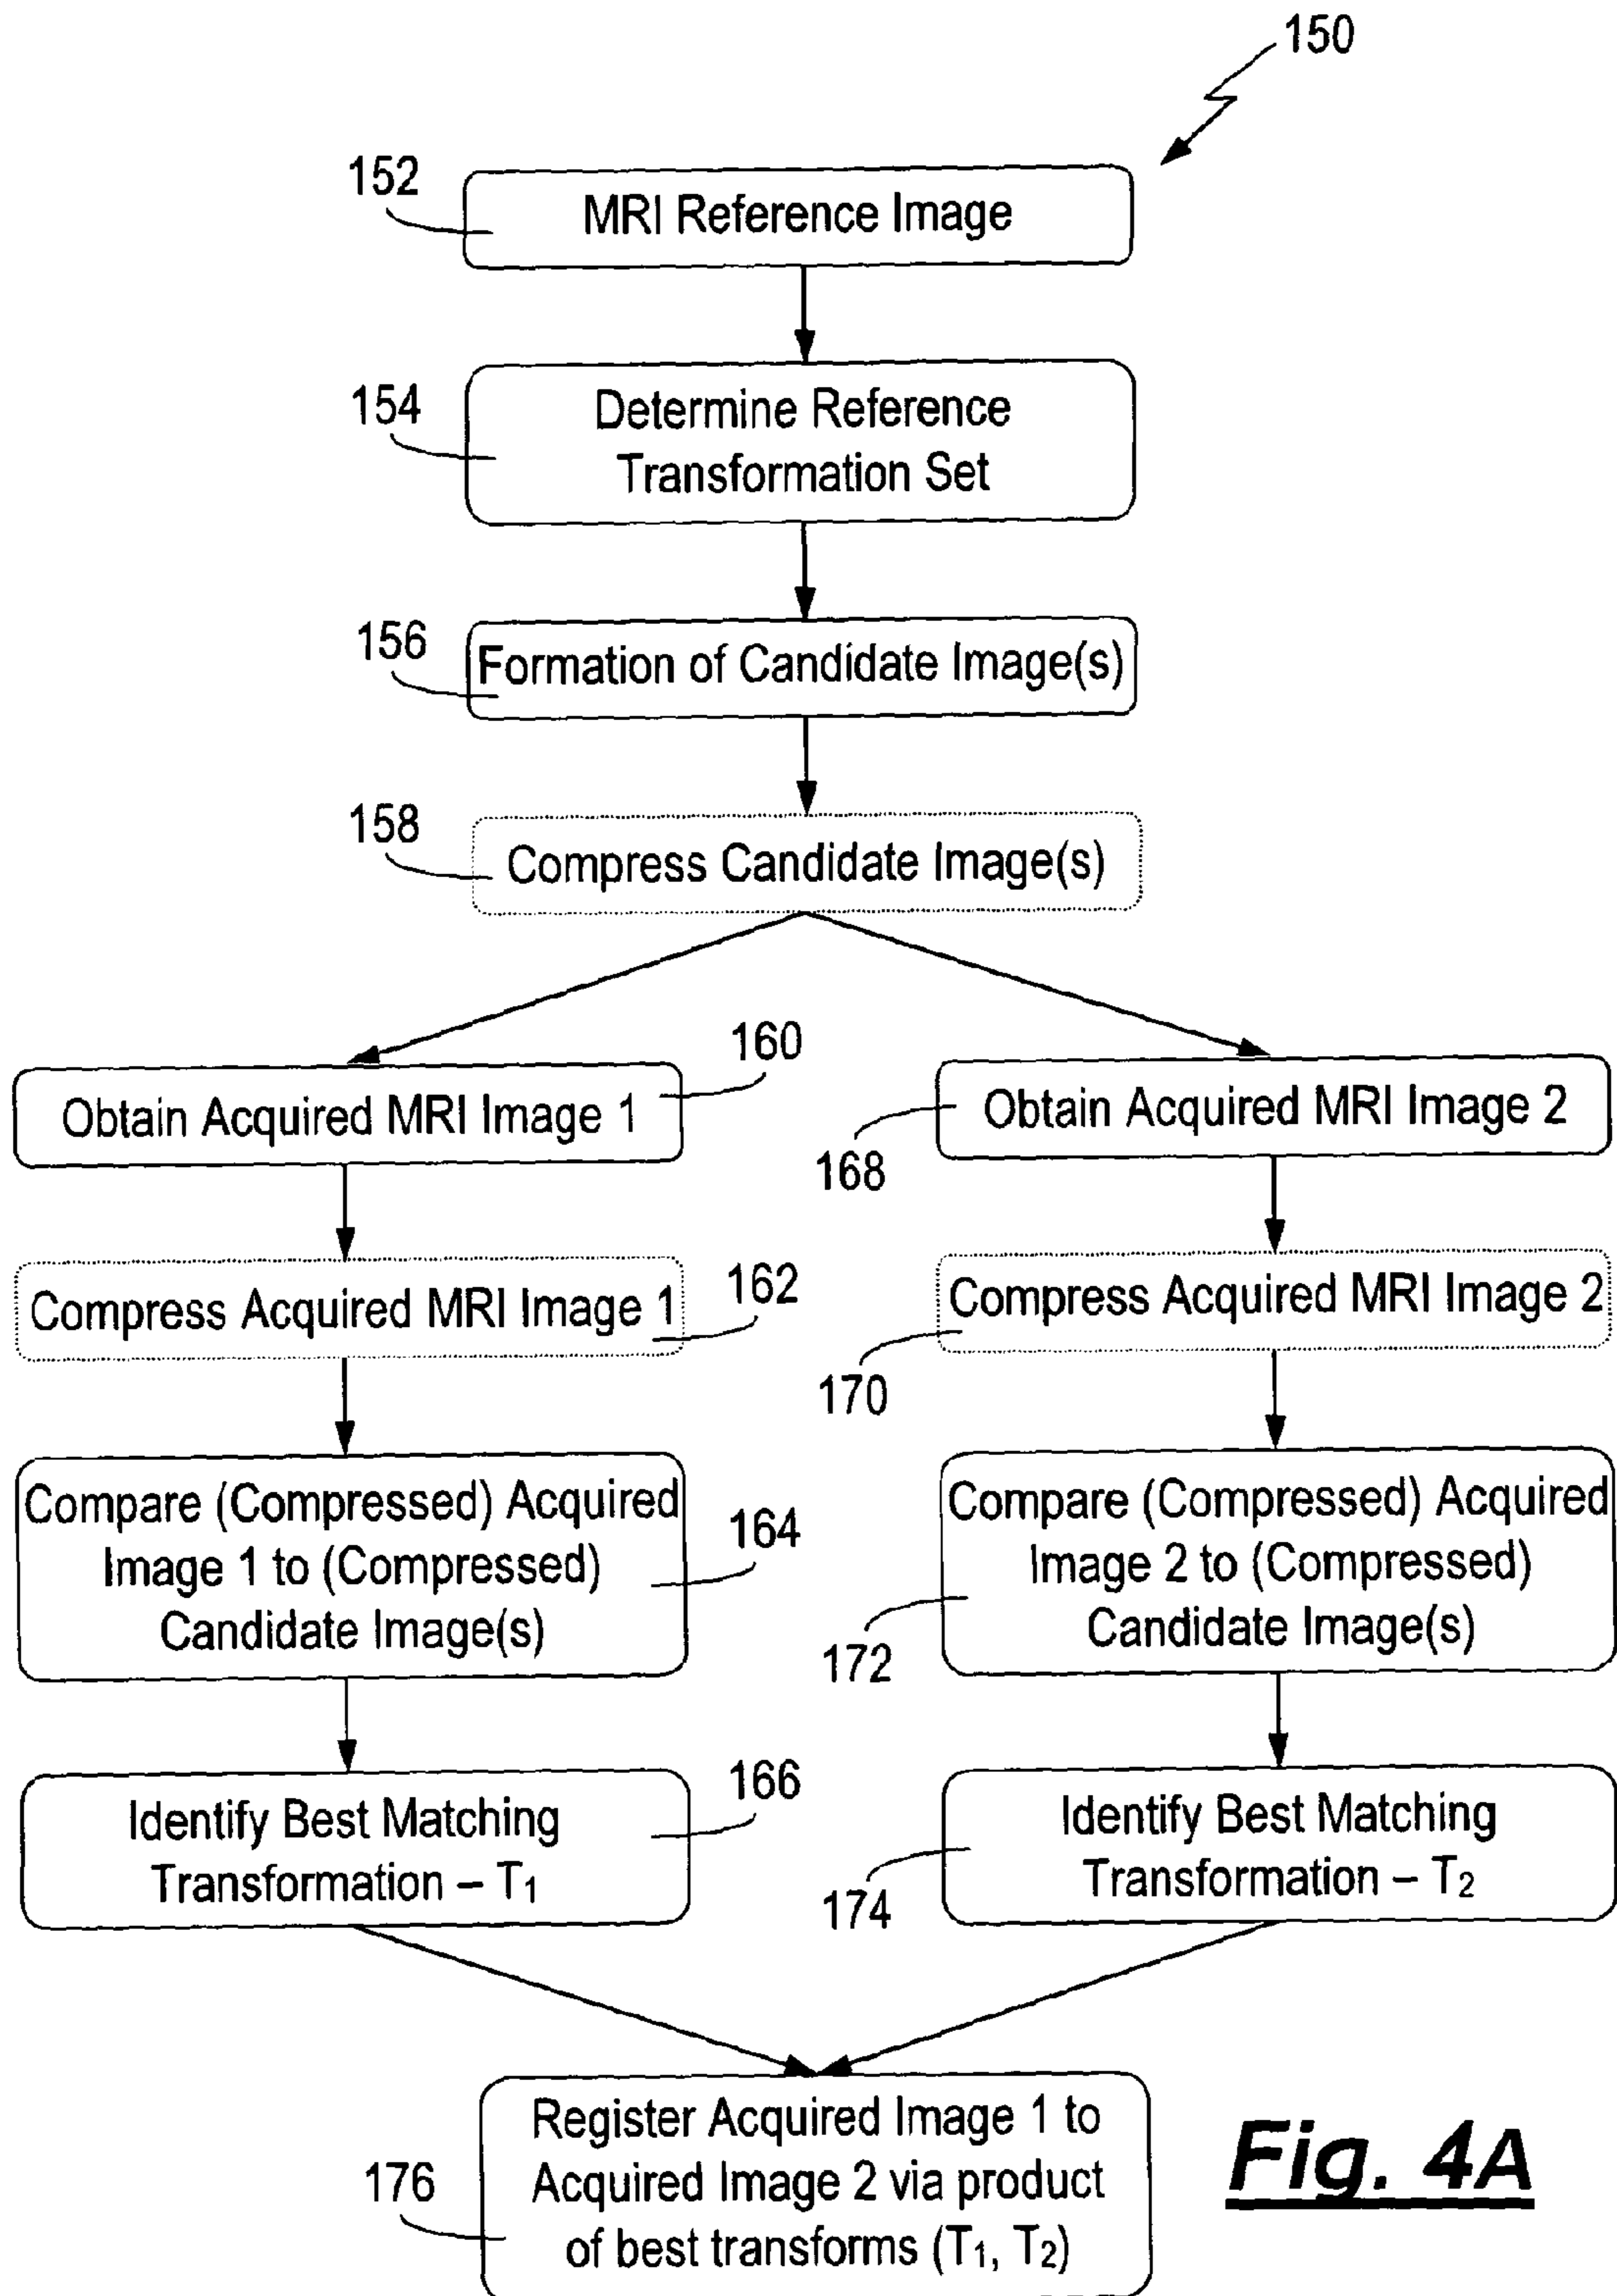 150
152
MRI Reference Image
154
Determine Reference
Transformation Set
156
Formation of Candidate Image(s)
158
Compress Candidate Image(s)
160
Obtain Acquired MRI Image 1
168
Obtain Acquired MRI Image 2
162
Compress Acquired MRI Image 1
170
Compress Acquired MRI Image 2
164
Compare (Compressed) Acquired
Image 1 to (Compressed)
Candidate Image(s)
172
Compare (Compressed) Acquired
Image 2 to (Compressed)
Candidate Image(s)
166
Identify Best Matching
Transformation – T₁
174
Identify Best Matching
Transformation – T₂
176
Register Acquired Image 1 to
Acquired Image 2 via product
of best transforms (T₁, T₂)
Fig. 4A